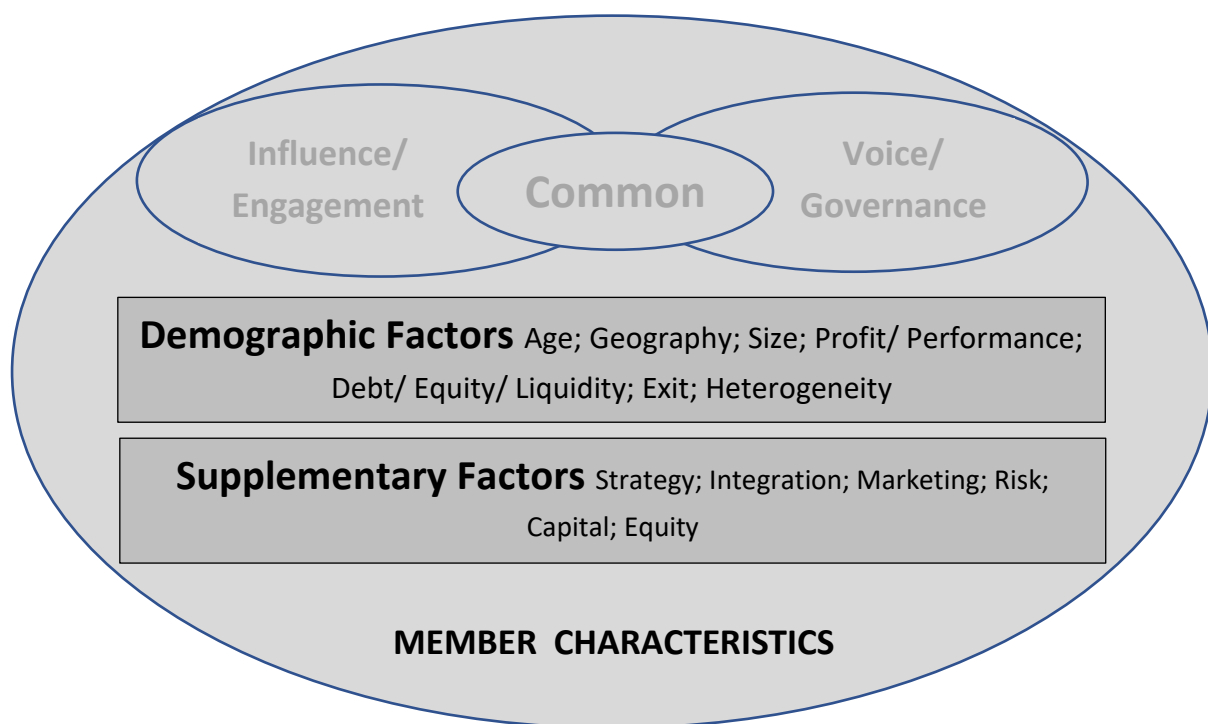 Influence/
Engagement
Common
Voice/
Governance
Demographic Factors Age; Geography; Size; Profit/ Performance;
Debt/ Equity/ Liquidity; Exit; Heterogeneity
Supplementary Factors Strategy; Integration; Marketing; Risk;
Capital; Equity
MEMBER CHARACTERISTICS